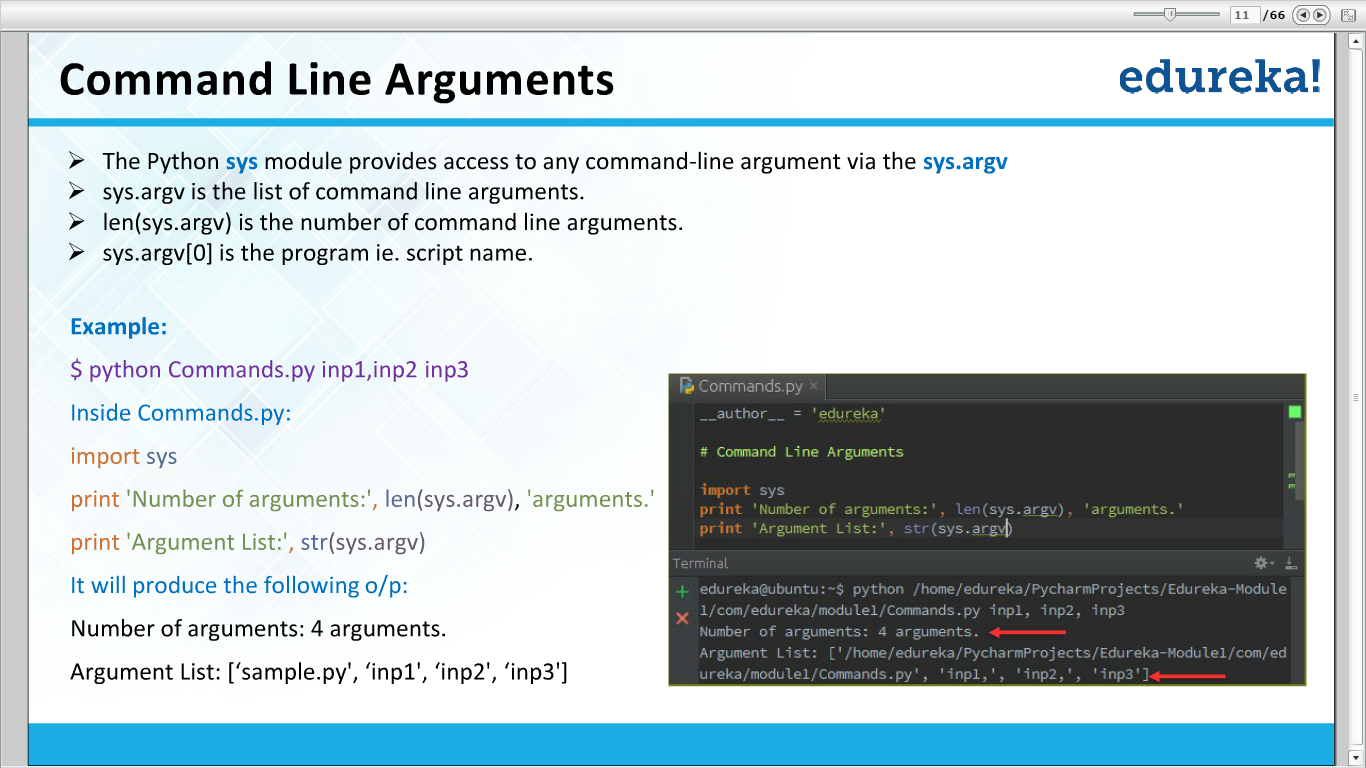 11 /66
Command Line Arguments
edureka!
The Python sys module provides access to any command-line argument via the sys.argv
sys.argv is the list of command line arguments.
len(sys.argv) is the number of command line arguments.
sys.argv[0] is the program ie. script name.
Example:
$ python Commands.py inp1,inp2 inp3
Inside Commands.py:
import sys
print 'Number of arguments:', len(sys.argv), 'arguments.'
print 'Argument List:', str(sys.argv)
It will produce the following o/p:
Number of arguments: 4 arguments.
Argument List: [‘sample.py', ‘inp1', ‘inp2', ‘inp3']
Commands.py ×
__author__ = 'edureka'
# Command Line Arguments
import sys
print 'Number of arguments:', len(sys.argv), 'arguments.'
print 'Argument List:', str(sys.argv)
Terminal
edureka@ubuntu:~$ python /home/edureka/PycharmProjects/Edureka-Module
1/com/edureka/module1/Commands.py inp1, inp2, inp3
Number of arguments: 4 arguments.
Argument List: ['/home/edureka/PycharmProjects/Edureka-Module1/com/ed
ureka/module1/Commands.py', 'inp1,', 'inp2,', 'inp3']